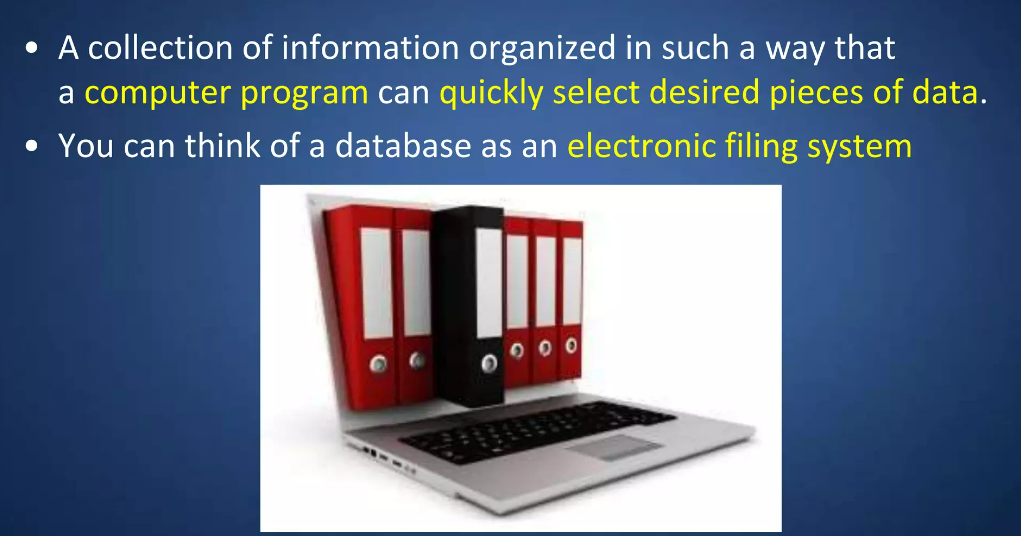 • A collection of information organized in such a way that
a computer program can quickly select desired pieces of data.
• You can think of a database as an electronic filing system